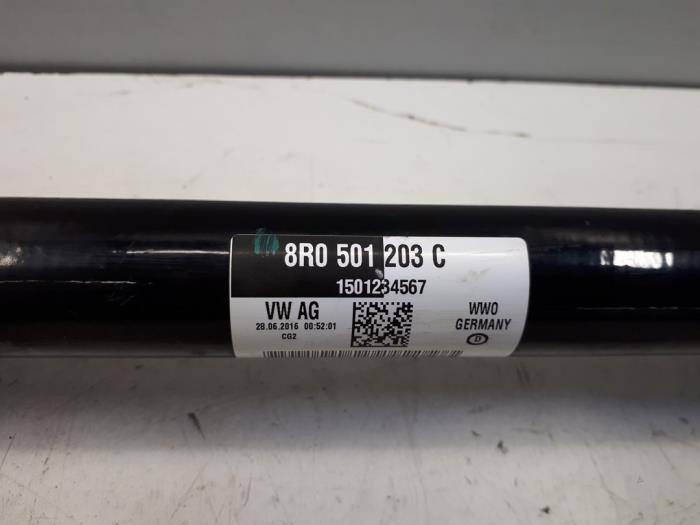 8R0 501 203 C
1501234567
VW AG
28.06.2016 00:52:01
CG2
WWO
GERMANY
D